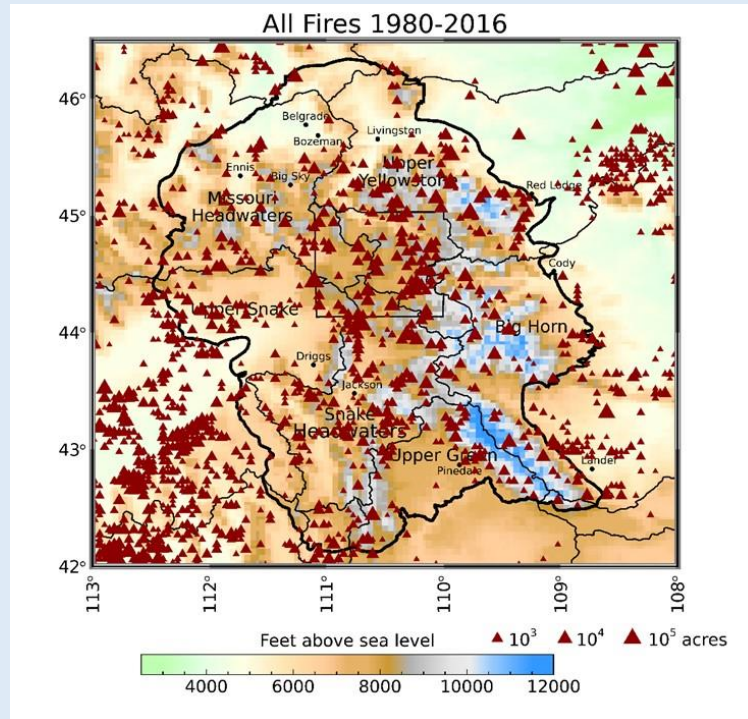 All Fires 1980-2016
46°
45°
44°
43°
42°
Belgrade
Bozeman
Livingston
Ennis
Big Sky
Upper
Yellowstone
Red Lodge
Missouri
Headwaters
Cody
Upper Snake
Big Horn
Driggs
Jackson
Snake
Headwaters
Upper Green
Pinedale
Lander
113°
112°
111°
110°
109°
108°
Feet above sea level
10³
10⁴
10⁵ acres
4000
6000
8000
10000
12000